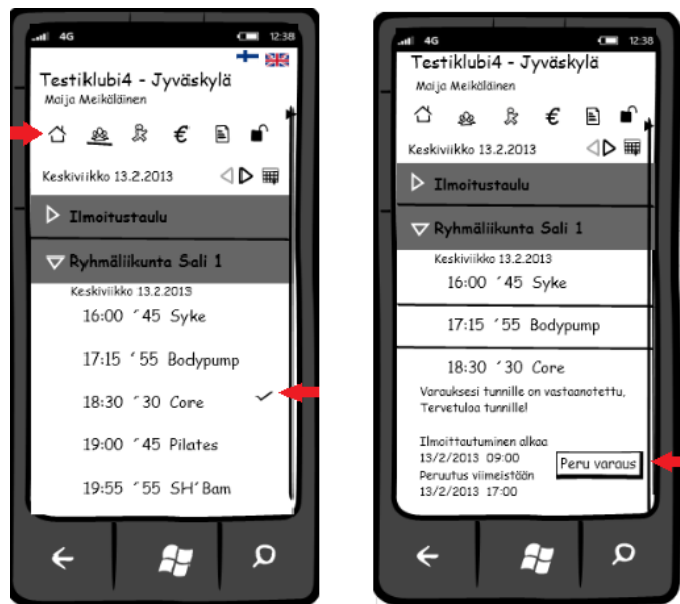 4G 12:38
Testiklubi4 - Jyväskylä
Maija Meikäläinen
€
Keskiviikko 13.2.2013
Ilmoitustaulu
Ryhmäliikunta Sali 1
Keskiviikko 13.2.2013
16:00 ´45 Syke
17:15 ´55 Bodypump
18:30 ´30 Core
19:00 ´45 Pilates
19:55 ´55 SH´Bam
4G 12:38
Testiklubi4 - Jyväskylä
Maija Meikäläinen
€
Keskiviikko 13.2.2013
Ilmoitustaulu
Ryhmäliikunta Sali 1
Keskiviikko 13.2.2013
16:00 ´45 Syke
17:15 ´55 Bodypump
18:30 ´30 Core
Varauksesi tunnille on vastaanotettu,
Tervetuloa tunnille!
Ilmoittautuminen alkaa
13/2/2013 09:00
Peru varaus
Peruutus viimeistään
13/2/2013 17:00